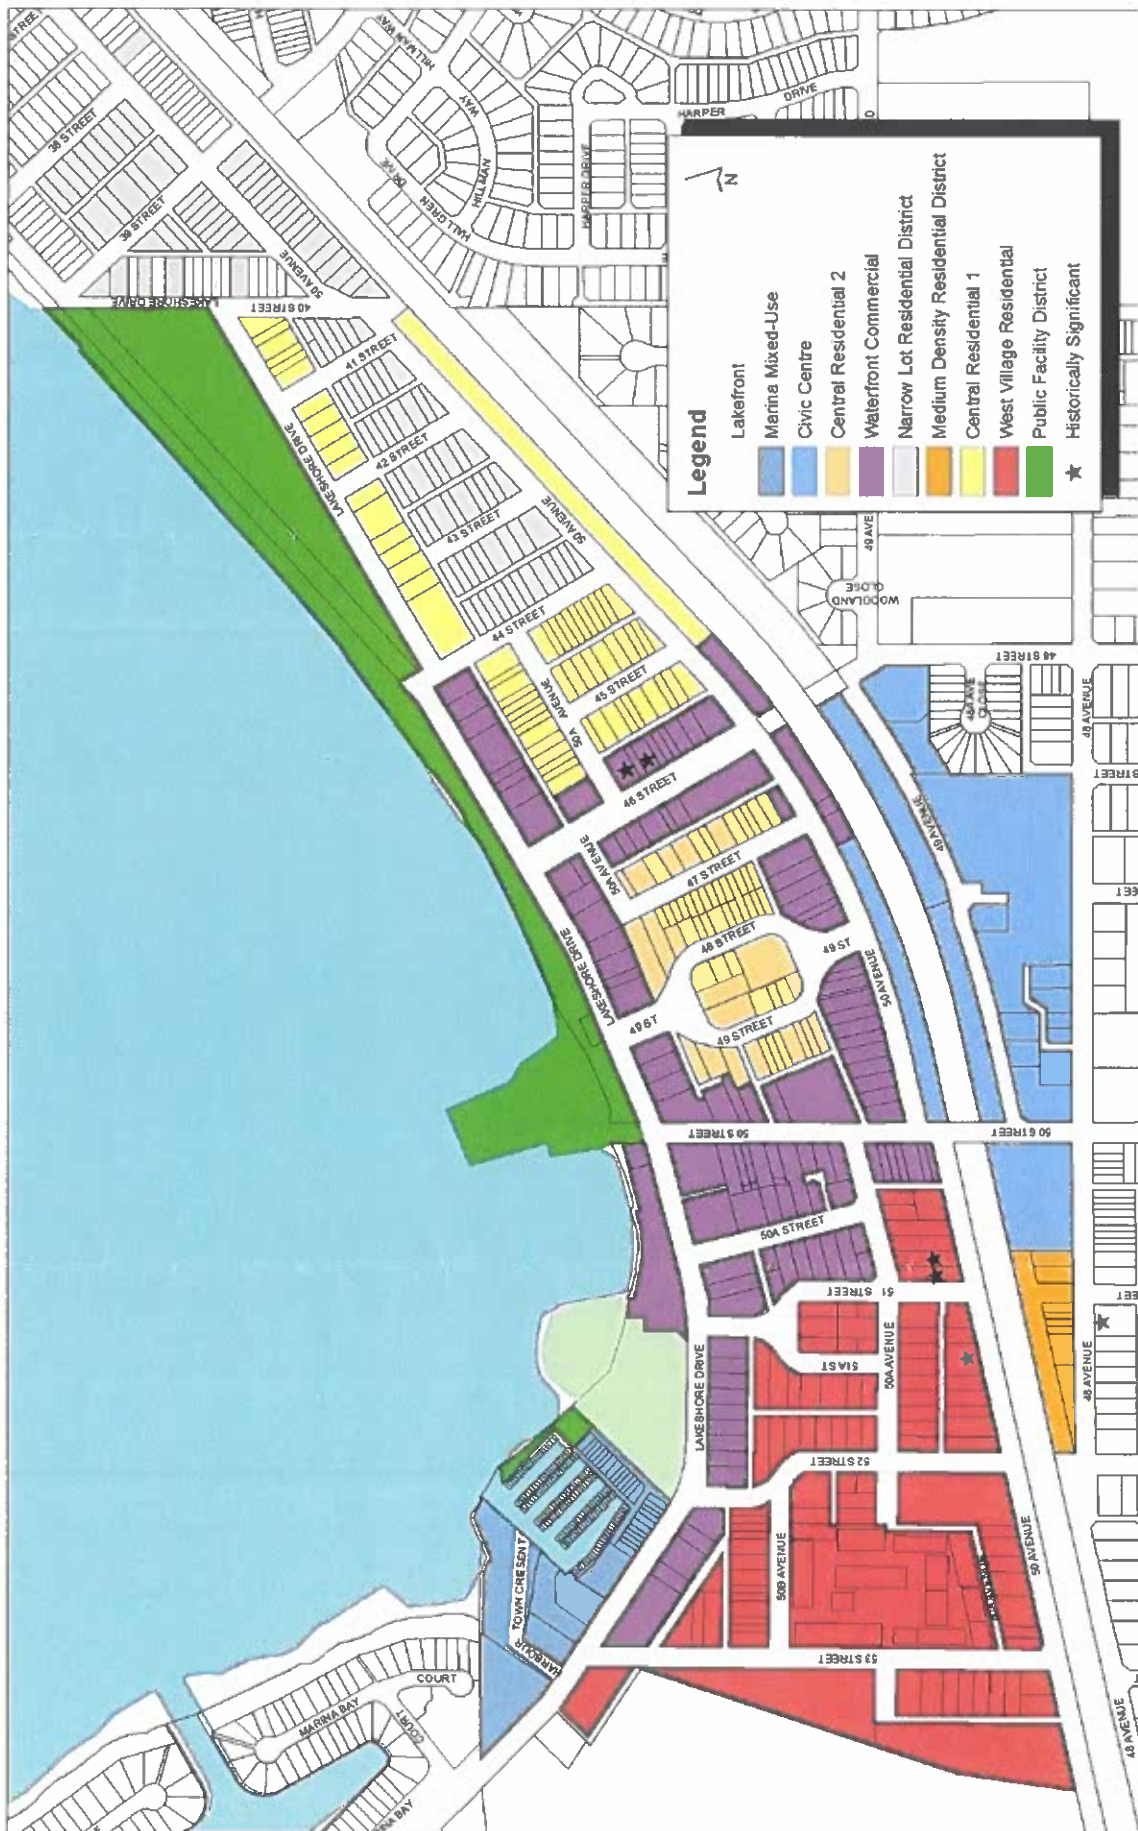 38 STREET
39 STREET
LAKESHORE DRIVE
50 AVENUE
40 STREET
HILLMAN WAY
HILLMAN
WAY
HALLGREN
DRIVE
HARPER
DRIVE
HARPER DRIVE
41 STREET
LAKESHORE DRIVE
42 STREET
43 STREET
50 AVENUE
44 STREET
50A
AVENUE
45 STREET
46 STREET
50A AVENUE
47 STREET
LAKESHORE DRIVE
48 STREET
49 ST
49 ST
49 STREET
50 AVENUE
49 AVENUE
49 AVE
WOODLAND
CLOSE
48 STREET
48A AVE
CLOSE
48 AVENUE
50 STREET
50 STREET
50A STREET
51 STREET
51A ST
50A AVENUE
LAKESHORE DRIVE
52 STREET
50B AVENUE
50 AVENUE
53 STREET
48 AVENUE
48 AVENUE
HARBOUR
TOWN CRESENT
MARINA BAY
COURT
COURT
Legend
N
Lakefront
Marina Mixed-Use
Civic Centre
Central Residential 2
Waterfront Commercial
Narrow Lot Residential District
Medium Density Residential District
Central Residential 1
West Village Residential
Public Facility District
Historically Significant